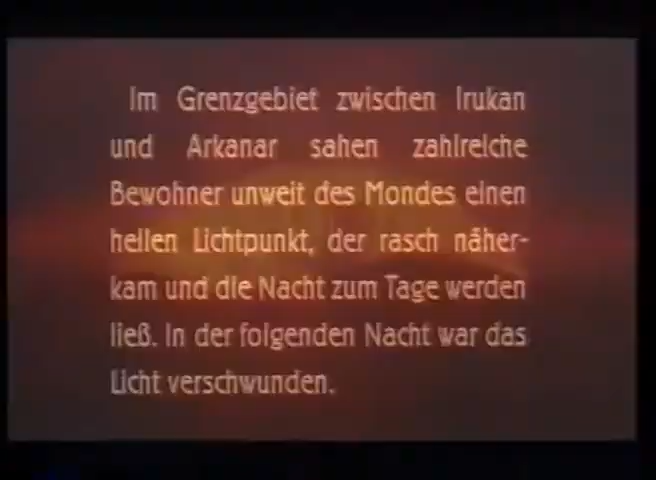 Im Grenzgebiet zwischen Irukan
und Arkanar sahen zahlreiche
Bewohner unweit des Mondes einen
hellen Lichtpunkt, der rasch näher-
kam und die Nacht zum Tage werden
ließ. In der folgenden Nacht war das
Licht verschwunden.